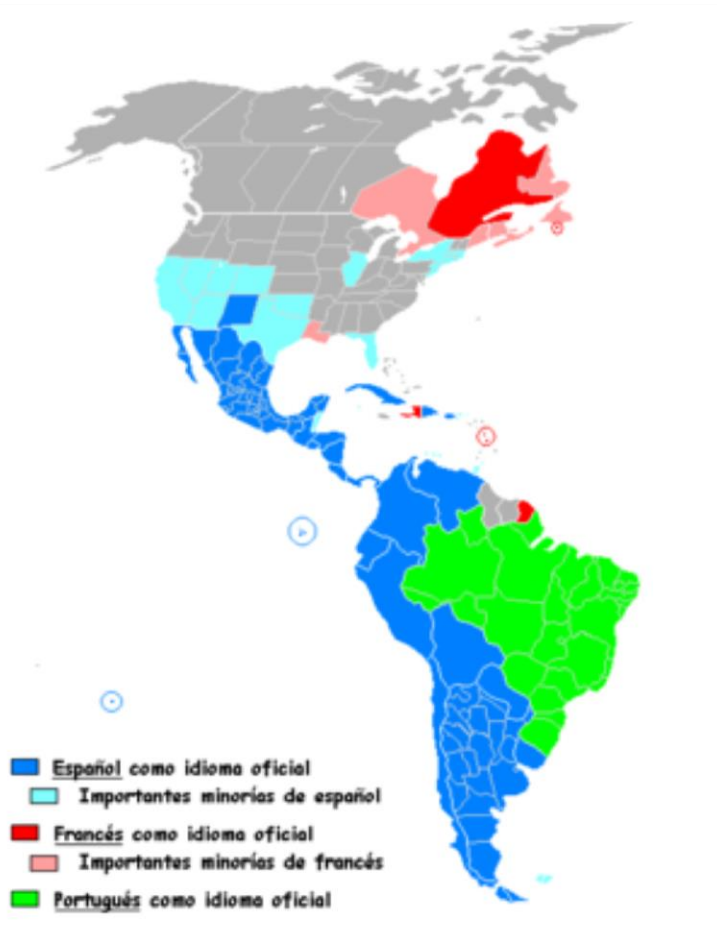 Español como idioma oficial
Importantes minorías de español
Francés como idioma oficial
Importantes minorías de francés
Portugués como idioma oficial